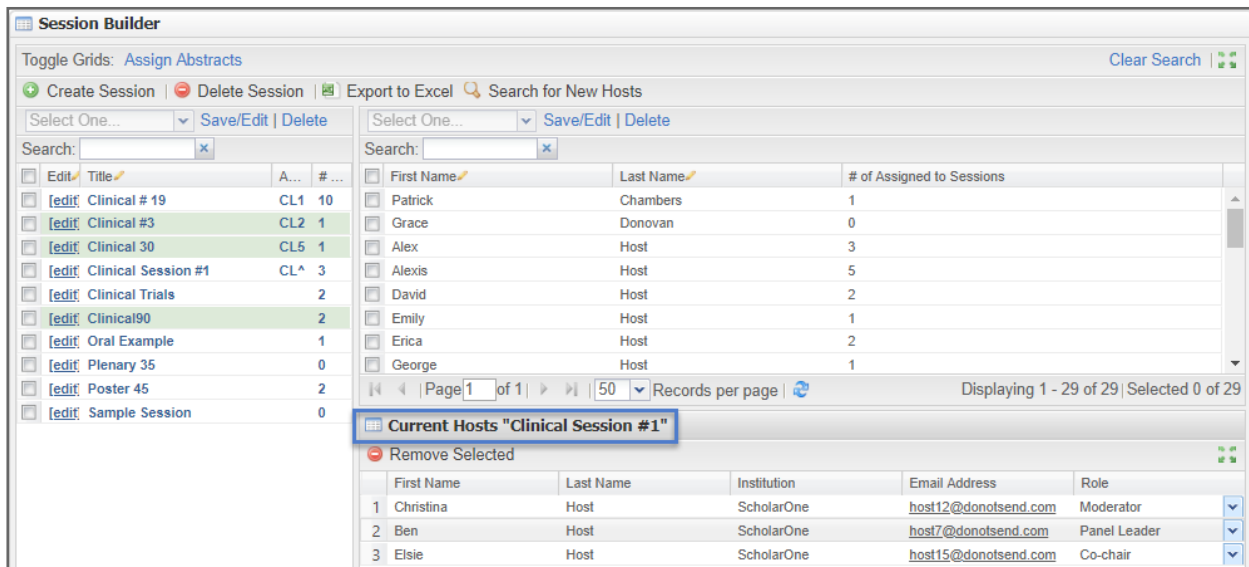 Session Builder
Toggle Grids: Assign Abstracts Clear Search |
Create Session | Delete Session | Export to Excel Search for New Hosts
Select One... Save/Edit | Delete Select One... Save/Edit | Delete
Search: Search:
Edit Title A... # ... First Name Last Name # of Assigned to Sessions
[edit] Clinical # 19 CL1 10 Patrick Chambers 1
[edit] Clinical #3 CL2 1 Grace Donovan 0
[edit] Clinical 30 CL5 1 Alex Host 3
[edit] Clinical Session #1 CL^ 3 Alexis Host 5
[edit] Clinical Trials 2 David Host 2
[edit] Clinical90 2 Emily Host 1
[edit] Oral Example 1 Erica Host 2
[edit] Plenary 35 0 George Host 1
[edit] Poster 45 2 | Page 1 of 1 | | 50 Records per page | Displaying 1 - 29 of 29 | Selected 0 of 29
[edit] Sample Session 0
Current Hosts "Clinical Session #1"
Remove Selected
First Name Last Name Institution Email Address Role
1 Christina Host ScholarOne host12@donotsend.com Moderator
2 Ben Host ScholarOne host7@donotsend.com Panel Leader
3 Elsie Host ScholarOne host15@donotsend.com Co-chair